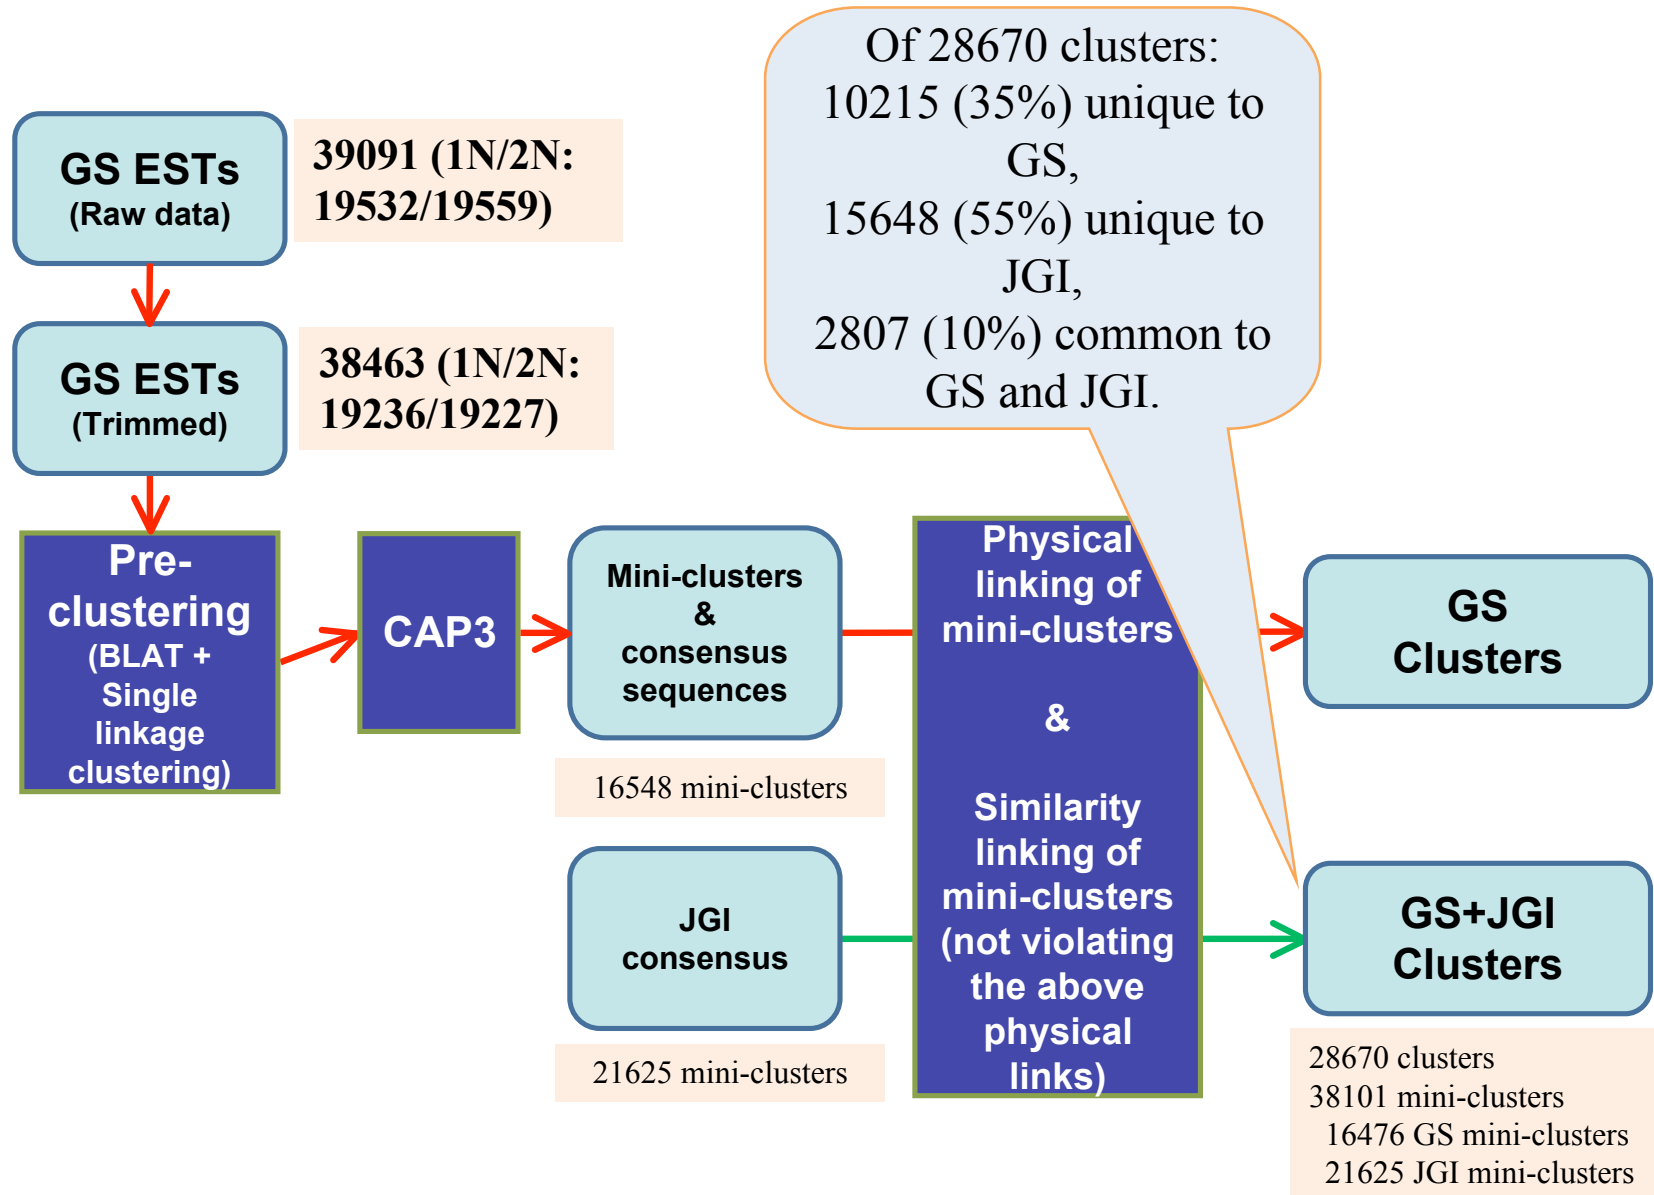 Of 28670 clusters:
10215 (35%) unique to
GS,
15648 (55%) unique to
JGI,
2807 (10%) common to
GS and JGI.
GS ESTs
(Raw data)
39091 (1N/2N:
19532/19559)
GS ESTs
(Trimmed)
38463 (1N/2N:
19236/19227)
Pre-
clustering
(BLAT +
Single
linkage
clustering)
CAP3
Mini-clusters
&
consensus
sequences
16548 mini-clusters
JGI
consensus
21625 mini-clusters
Physical
linking of
mini-clusters
&
Similarity
linking of
mini-clusters
(not violating
the above
physical
links)
GS
Clusters
GS+JGI
Clusters
28670 clusters
38101 mini-clusters
16476 GS mini-clusters
21625 JGI mini-clusters